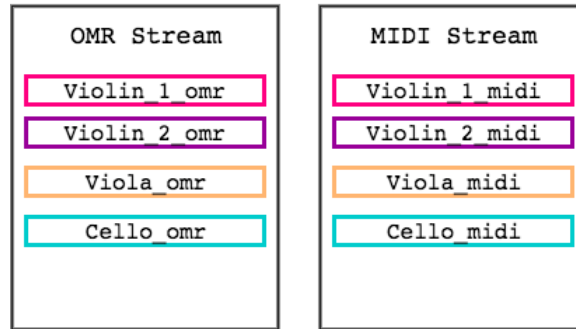 OMR Stream
Violin_1_omr
Violin_2_omr
Viola_omr
Cello_omr
MIDI Stream
Violin_1_midi
Violin_2_midi
Viola_midi
Cello_midi